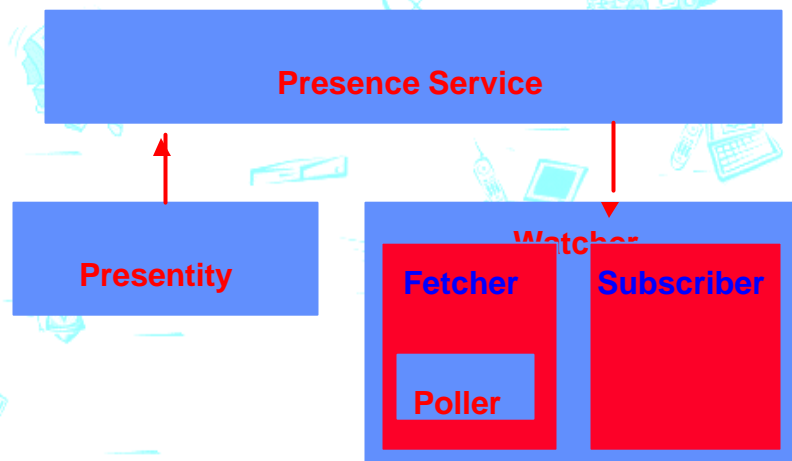 Presence Service
Presentity
Watcher
Fetcher
Subscriber
Poller